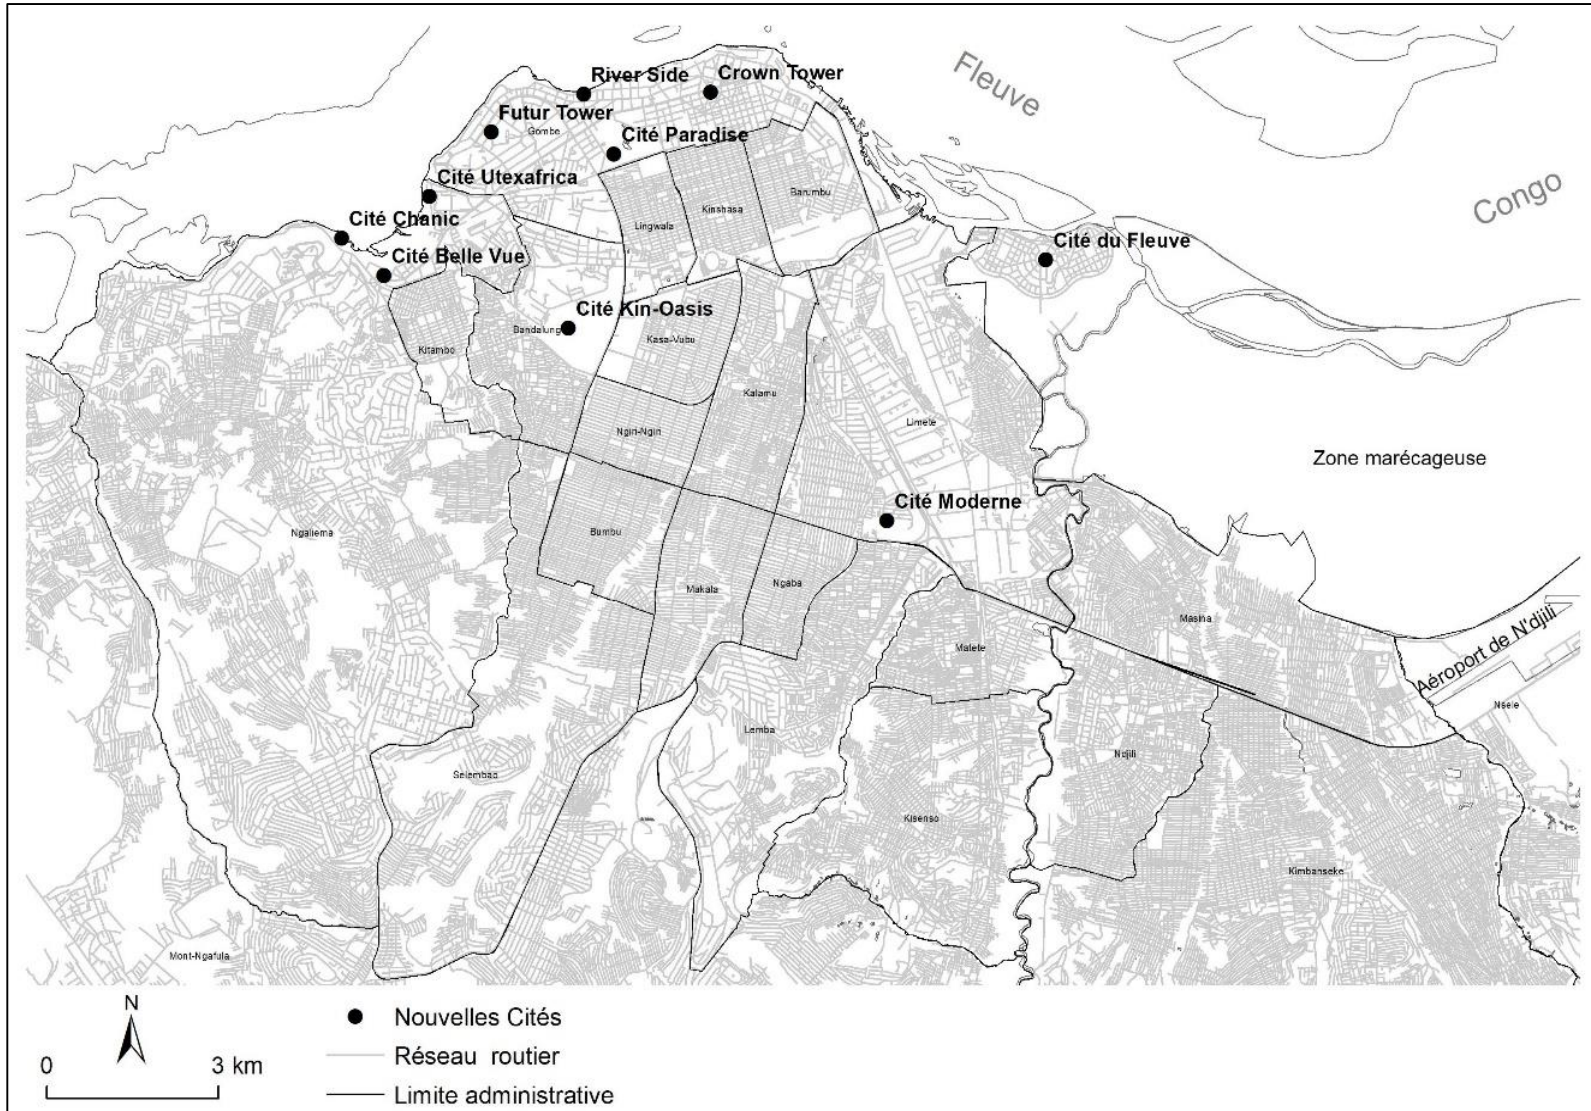 Fleuve
Congo
River Side
Crown Tower
Futur Tower
Gombe
Cité Paradise
Cité Utexafrica
Barumbu
Kinshasa
Lingwala
Cité Chanic
Cité Belle Vue
Cité du Fleuve
Cité Kin-Oasis
Bandalung
Kasa-Vubu
Kitambo
Kalamu
Limete
Ngiri-Ngiri
Zone marécageuse
Cité Moderne
Ngaliema
Bumbu
Makala
Ngaba
Masina
Matete
Aéroport de N'djili
Nsele
Lemba
Ndjili
Selembao
Kisenso
Kimbanseke
Mont-Ngafula
N
0 3 km
Nouvelles Cités
Réseau routier
Limite administrative